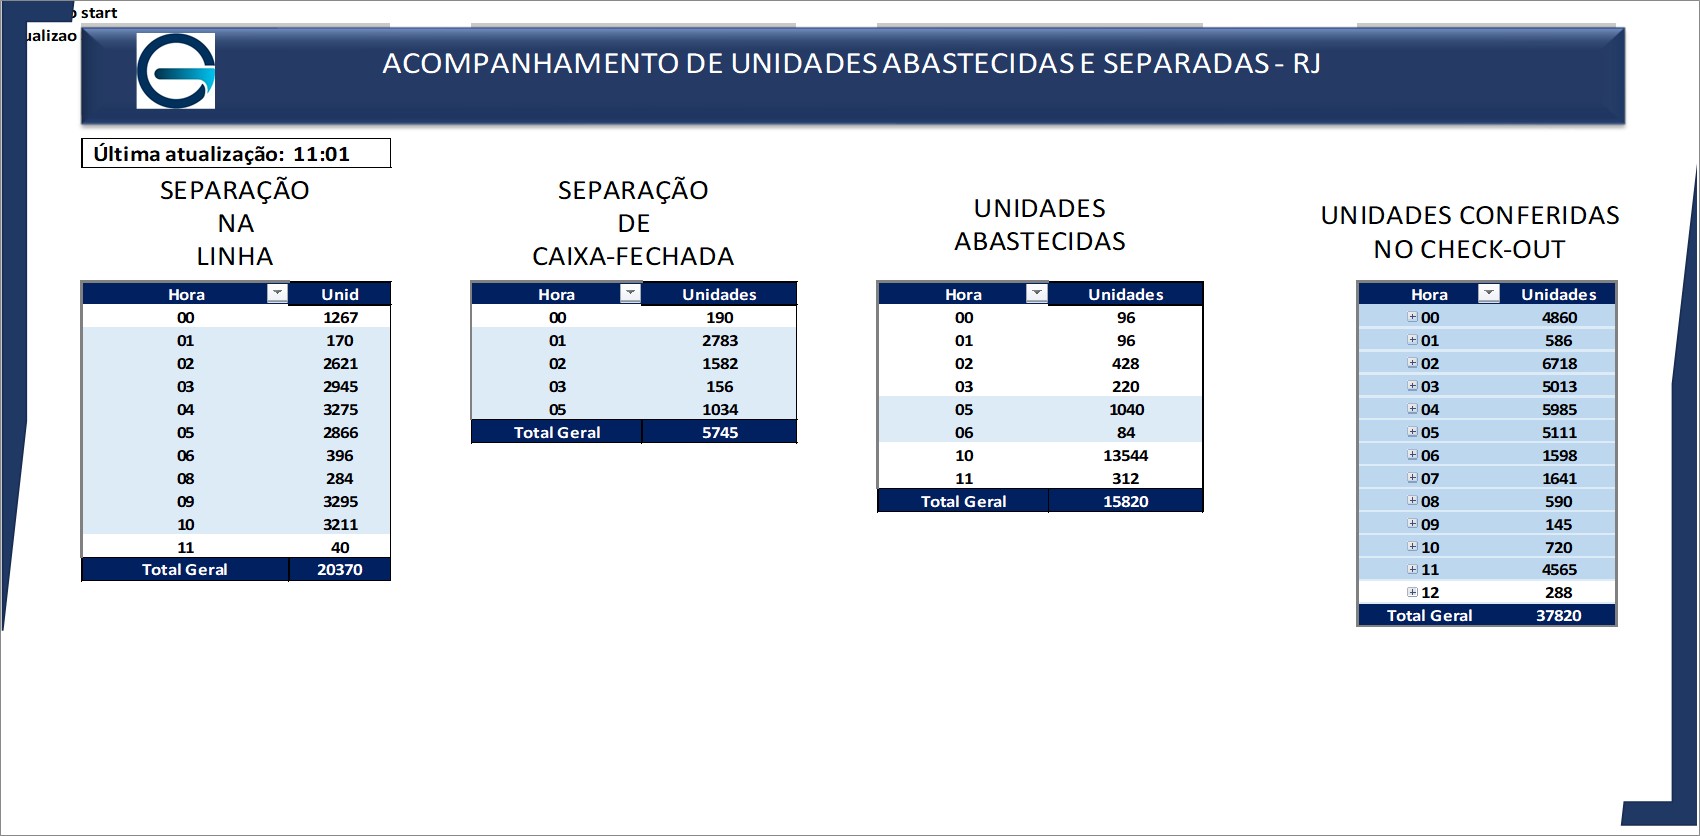 start
ualizao
ACOMPANHAMENTO DE UNIDADES ABASTECIDAS E SEPARADAS - RJ
Última atualização: 11:01
SEPARAÇÃO
NA
LINHA
Hora Unid
00 1267
01 170
02 2621
03 2945
04 3275
05 2866
06 396
08 284
09 3295
10 3211
11 40
Total Geral 20370
SEPARAÇÃO
DE
CAIXA-FECHADA
Hora Unidades
00 190
01 2783
02 1582
03 156
05 1034
Total Geral 5745
UNIDADES
ABASTECIDAS
Hora Unidades
00 96
01 96
02 428
03 220
05 1040
06 84
10 13544
11 312
Total Geral 15820
UNIDADES CONFERIDAS
NO CHECK-OUT
Hora Unidades
00 4860
01 586
02 6718
03 5013
04 5985
05 5111
06 1598
07 1641
08 590
09 145
10 720
11 4565
12 288
Total Geral 37820